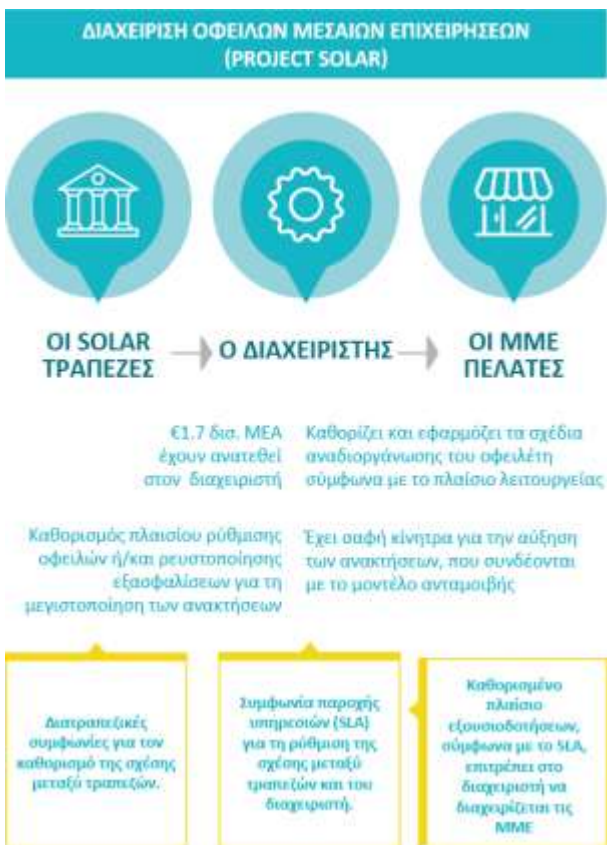 ΔΙΑΧΕΙΡΙΣΗ ΟΦΕΙΛΩΝ ΜΕΣΑΙΩΝ ΕΠΙΧΕΙΡΗΣΕΩΝ
(PROJECT SOLAR)
ΟΙ SOLAR
ΤΡΑΠΕΖΕΣ
Ο ΔΙΑΧΕΙΡΙΣΤΗΣ
ΟΙ ΜΜΕ
ΠΕΛΑΤΕΣ
€1.7 δισ. ΜΕΑ
έχουν ανατεθεί
στον διαχειριστή
Καθορίζει και εφαρμόζει τα σχέδια
αναδιοργάνωσης του οφειλέτη
σύμφωνα με το πλαίσιο λειτουργείας
Καθορισμός πλαισίου ρύθμισης
οφειλών ή/και ρευστοποίησης
εξασφαλίσεων για τη
μεγιστοποίηση των ανακτήσεων
Έχει σαφή κίνητρα για την αύξηση
των ανακτήσεων, που συνδέονται
με το μοντέλο ανταμοιβής
Διατραπεζικές
συμφωνίες για τον
καθορισμό της σχέσης
μεταξύ τραπεζών.
Συμφωνία παροχής
υπηρεσιών (SLA)
για τη ρύθμιση της
σχέσης μεταξύ
τραπεζών και του
διαχειριστή.
Καθορισμένο
πλαίσιο
εξουσιοδοτήσεων,
σύμφωνα με το SLA,
επιτρέπει στο
διαχειριστή να
διαχειρίζεται τις
ΜΜΕ